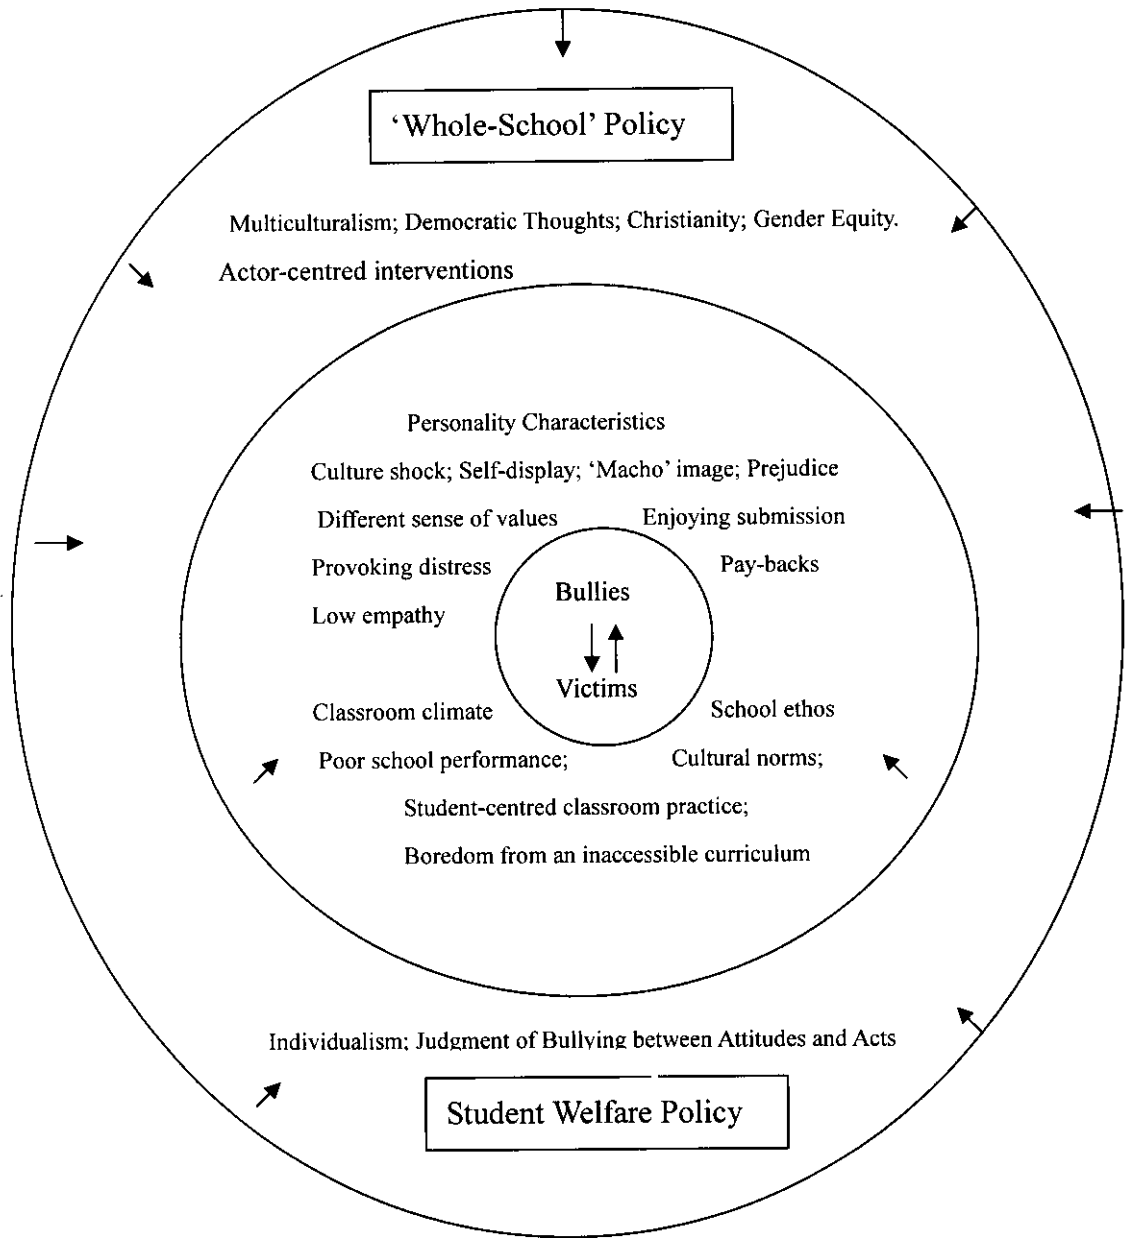 ‘Whole-School’ Policy
Multiculturalism; Democratic Thoughts; Christianity; Gender Equity.
Actor-centred interventions
Personality Characteristics
Culture shock; Self-display; ‘Macho’ image; Prejudice
Different sense of values Enjoying submission
Provoking distress Pay-backs
Bullies
Low empathy
Victims
Classroom climate School ethos
Poor school performance; Cultural norms;
Student-centred classroom practice;
Boredom from an inaccessible curriculum
Individualism; Judgment of Bullying between Attitudes and Acts
Student Welfare Policy